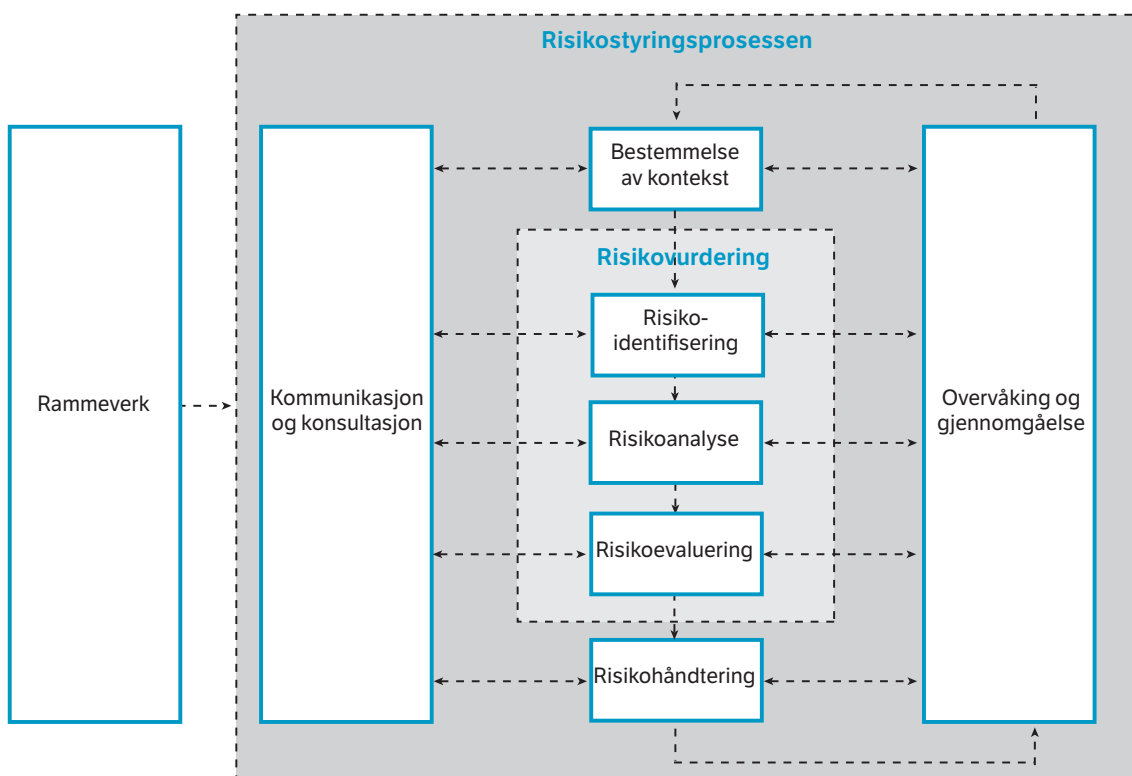 Risikostyringsprosessen
Rammeverk
Kommunikasjon
og konsultasjon
Bestemmelse
av kontekst
Risikovurdering
Risiko-
identifisering
Risikoanalyse
Risikoevaluering
Risikohåndtering
Overvåking og
gjennomgåelse